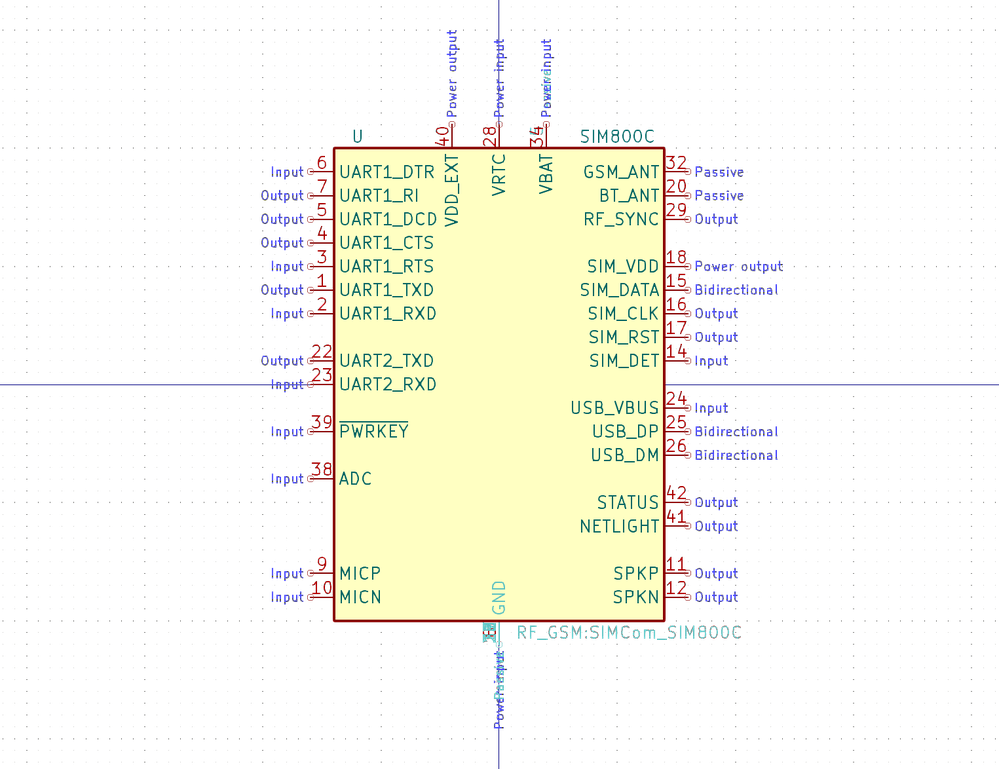 Power output
Power input
Power input
40
28
34
U
SIM800C
VDD_EXT
VRTC
VBAT
Input 6 UART1_DTR
Output 7 UART1_RI
Output 5 UART1_DCD
Output 4 UART1_CTS
Input 3 UART1_RTS
Output 1 UART1_TXD
Input 2 UART1_RXD
Output 22 UART2_TXD
Input 23 UART2_RXD
Input 39 PWRKEY
Input 38 ADC
Input 9 MICP
Input 10 MICN
GSM_ANT 32 Passive
BT_ANT 20 Passive
RF_SYNC 29 Output
SIM_VDD 18 Power output
SIM_DATA 15 Bidirectional
SIM_CLK 16 Output
SIM_RST 17 Output
SIM_DET 14 Input
USB_VBUS 24 Input
USB_DP 25 Bidirectional
USB_DM 26 Bidirectional
STATUS 42 Output
NETLIGHT 41 Output
SPKP 11 Output
SPKN 12 Output
GND
RF_GSM:SIMCom_SIM800C
Power input